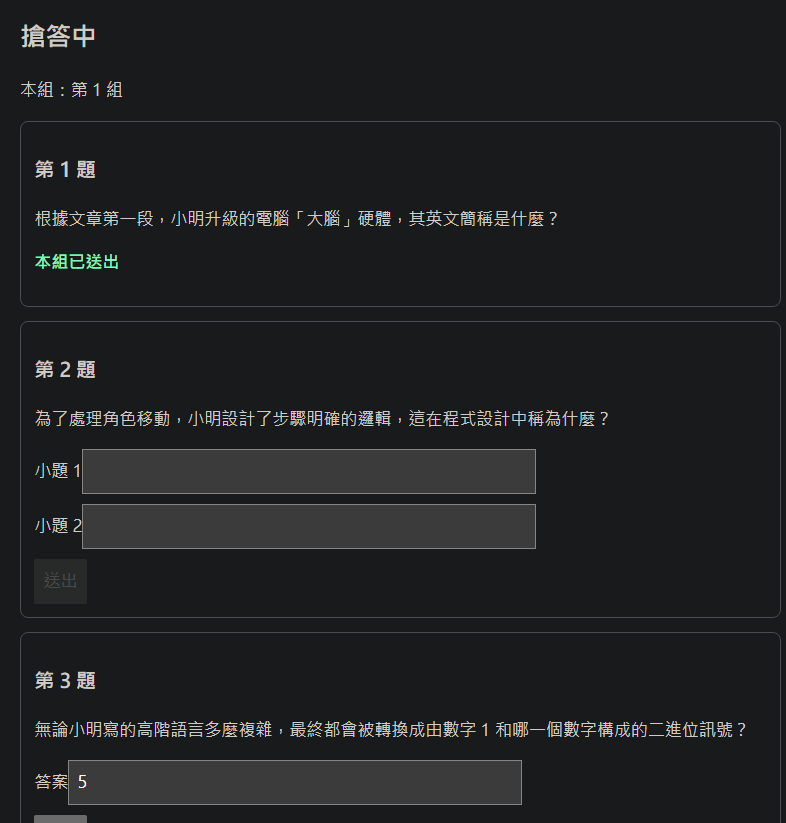 搶答中
本組：第 1 組
第 1 題
根據文章第一段，小明升級的電腦「大腦」硬體，其英文簡稱是什麼？
本組已送出
第 2 題
為了處理角色移動，小明設計了步驟明確的邏輯，這在程式設計中稱為什麼？
小題 1
小題 2
送出
第 3 題
無論小明寫的高階語言多麼複雜，最終都會被轉換成由數字 1 和哪一個數字構成的二進位訊號？
答案 5